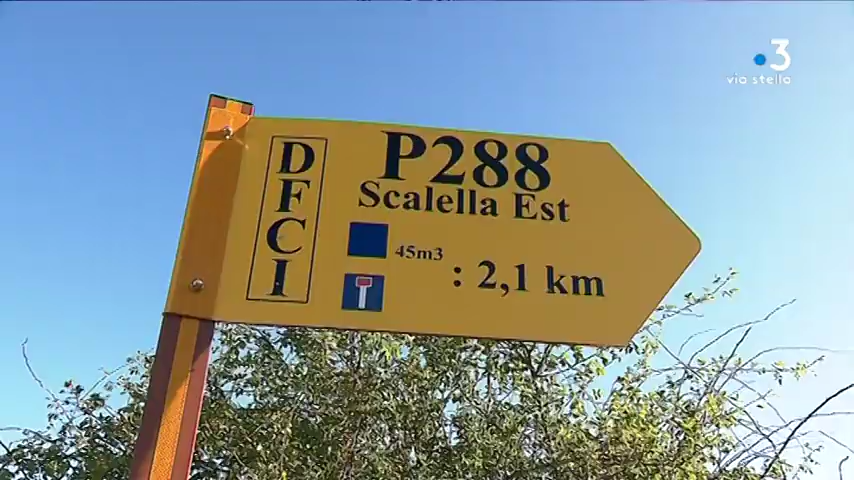 3
via stella
DFCI
P288
Scalella Est
45m3
: 2,1 km